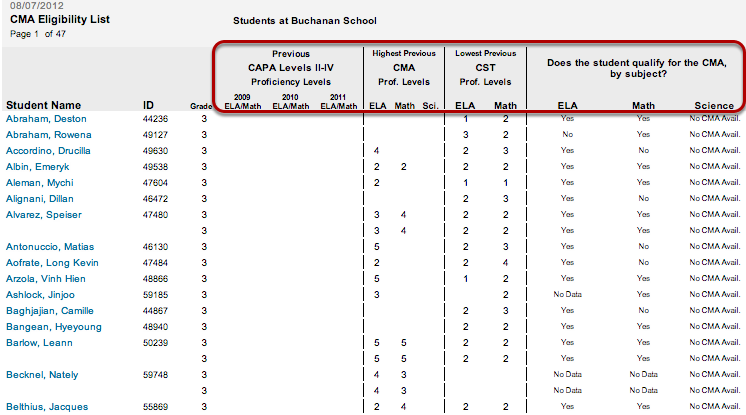 08/07/2012
CMA Eligibility List
Students at Buchanan School
Page 1 of 47
Previous Highest Previous Lowest Previous
CAPA Levels II-IV CMA CST Does the student qualify for the CMA,
Proficiency Levels Prof. Levels Prof. Levels by subject?
2009 2010 2011
Student Name ID Grade ELA/Math ELA/Math ELA/Math ELA Math Sci. ELA Math ELA Math Science
Abraham, Deston 44236 3 1 2 Yes Yes No CMA Avail.
Abraham, Rowena 49127 3 3 2 No Yes No CMA Avail.
Accordino, Drucilla 49630 3 4 2 3 Yes No No CMA Avail.
Albin, Emeryk 49538 3 2 2 2 2 Yes Yes No CMA Avail.
Aleman, Mychi 47604 3 2 1 1 Yes Yes No CMA Avail.
Alignani, Dillan 46472 3 2 3 Yes No No CMA Avail.
Alvarez, Speiser 47480 3 3 4 2 2 Yes Yes No CMA Avail.
3 3 4 2 2 Yes Yes No CMA Avail.
Antonuccio, Matias 46130 3 5 2 3 Yes No No CMA Avail.
Aofrate, Long Kevin 47484 3 2 2 4 Yes No No CMA Avail.
Arzola, Vinh Hien 48866 3 5 1 2 Yes Yes No CMA Avail.
Ashlock, Jinjoo 59185 3 3 2 No Data Yes No CMA Avail.
Baghajian, Camille 44867 3 2 3 Yes No No CMA Avail.
Bangean, Hyeyoung 48940 3 2 2 Yes Yes No CMA Avail.
Barlow, Leann 50239 3 5 5 2 2 Yes Yes No CMA Avail.
3 5 5 2 2 Yes Yes No CMA Avail.
Becknel, Nately 59748 3 4 3 No Data No Data No CMA Avail.
3 4 3 No Data No Data No CMA Avail.
Belthius, Jacques 55869 3 2 4 2 2 Yes Yes No CMA Avail.